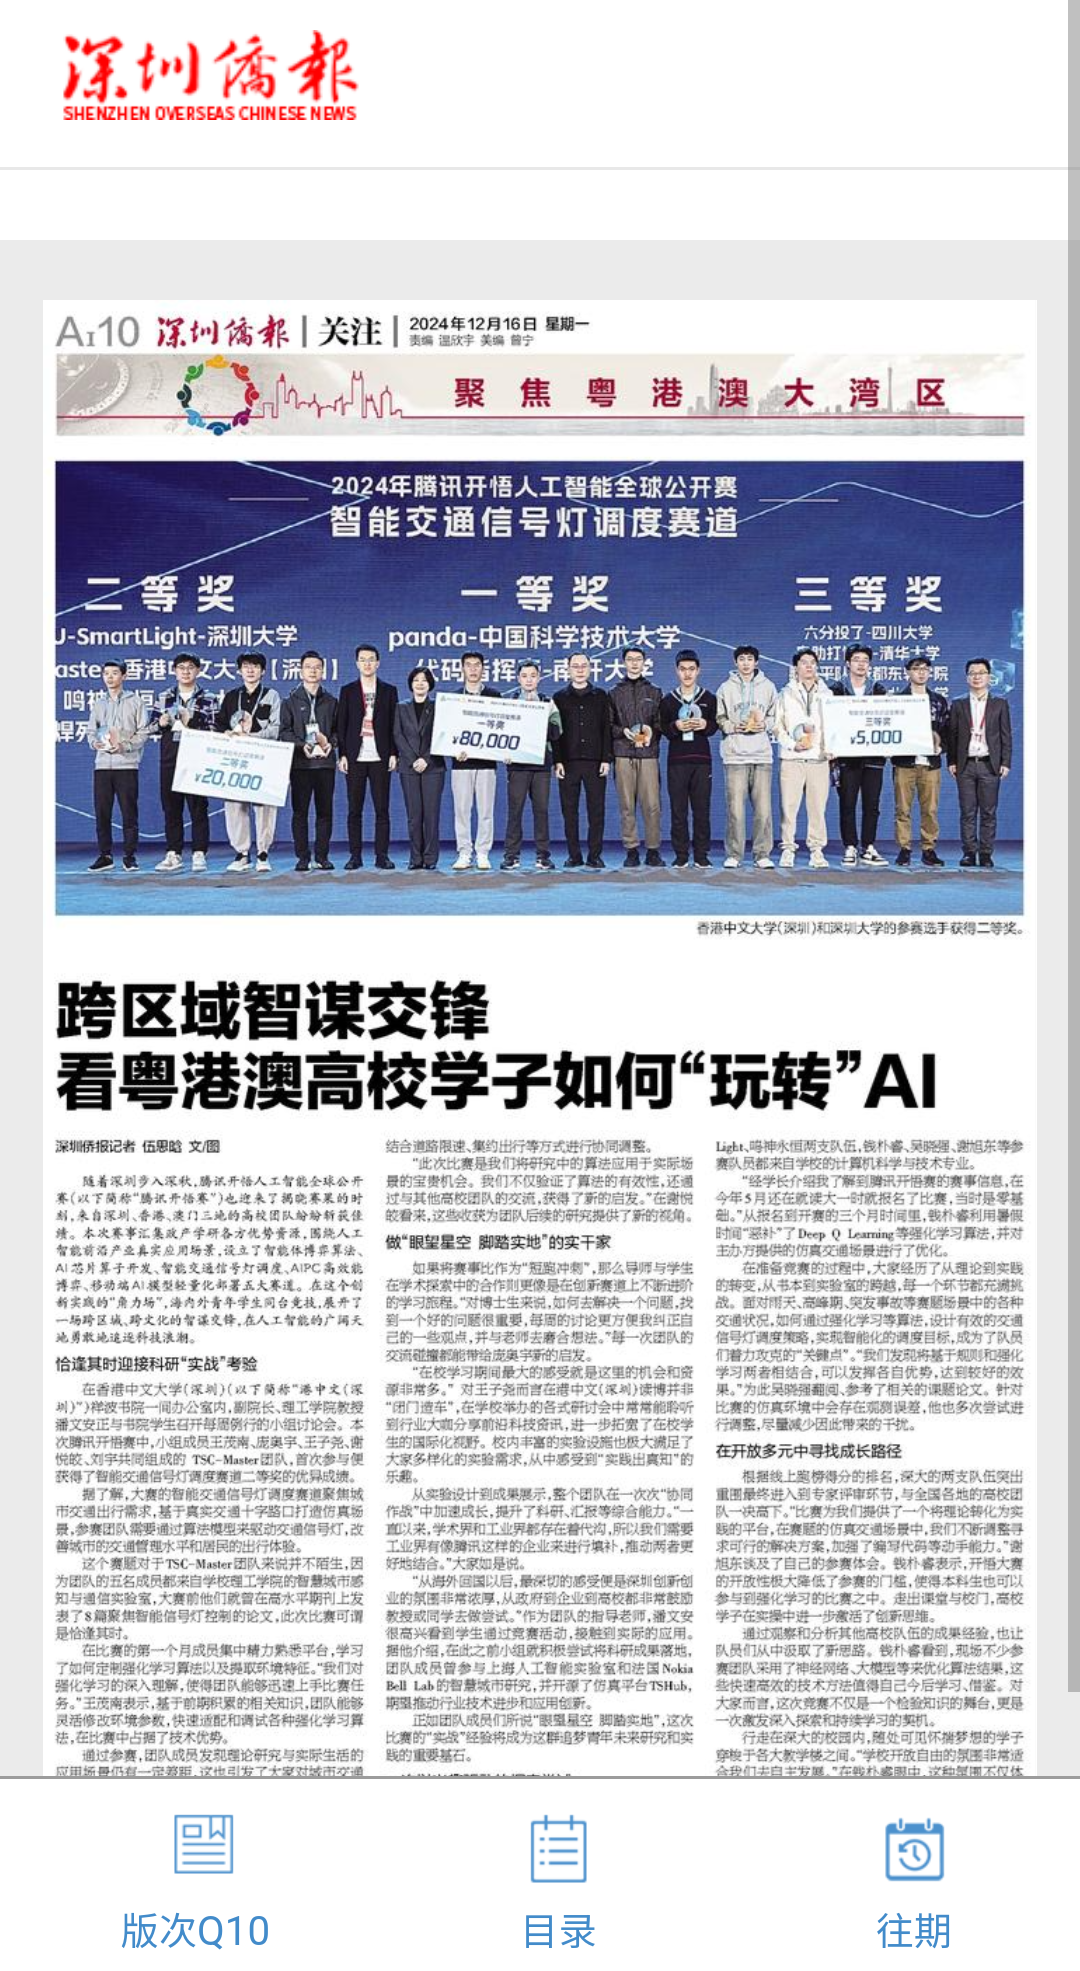 深圳侨报
SHENZHEN OVERSEAS CHINESE NEWS
AI10 深圳侨报 关注 2024年12月16日 星期一
责编 温欣宇 美编 曾宁
聚焦粤港澳大湾区
2024年腾讯开悟人工智能全球公开赛
智能交通信号灯调度赛道
二等奖 一等奖 三等奖
J-SmartLight-深圳大学 panda-中国科学技术大学 六分投了-四川大学
二等奖
¥20,000
一等奖
¥80,000
三等奖
¥5,000
香港中文大学(深圳)和深圳大学的参赛选手获得二等奖。
跨区域智谋交锋
看粤港澳高校学子如何“玩转”AI
深圳侨报记者 伍思晗 文/图
随着深圳步入深秋,腾讯开悟人工智能全球公开
赛(以下简称“腾讯开悟赛”)也迎来了揭晓赛果的时
刻,来自深圳、香港、澳门三地的高校团队纷纷斩获佳
绩。本次赛事汇集政产学研各方优势资源,围绕人工
智能前沿产业真实应用场景,设立了智能体博弈算法、
AI芯片算子开发、智能交通信号灯调度、AIPC高效能
博弈、移动端AI模型轻量化部署五大赛道。在这个创
新实践的“角力场”,海内外青年学生同台竞技,展开了
一场跨区域、跨文化的智谋交锋,在人工智能的广阔天
地勇敢地追逐科技浪潮。
恰逢其时迎接科研“实战”考验
在香港中文大学(深圳)(以下简称“港中文(深
圳)”)祥波书院一间办公室内,副院长、理工学院教授
潘文安正与书院学生召开每周例行的小组讨论会。本
次腾讯开悟赛中,小组成员王茂南、庞奥宇、王子尧、谢
悦皎、刘宇共同组成的 TSC-Master团队,首次参与便
获得了智能交通信号灯调度赛道二等奖的优异成绩。
据了解,大赛的智能交通信号灯调度赛道聚焦城
市交通出行需求,基于真实交通十字路口打造仿真场
景,参赛团队需要通过算法模型来驱动交通信号灯,改
善城市的交通管理水平和居民的出行体验。
这个赛题对于TSC-Master团队来说并不陌生,因
为团队的五名成员都来自学校理工学院的智慧城市感
知与通信实验室,大赛前他们就曾在高水平期刊上发
表了8篇聚焦智能信号灯控制的论文,此次比赛可谓
是恰逢其时。
在比赛的第一个月成员集中精力熟悉平台,学习
了如何定制强化学习算法以及提取环境特征。“我们对
强化学习的深入理解,使得团队能够迅速上手比赛任
务。”王茂南表示,基于前期积累的相关知识,团队能够
灵活修改环境参数,快速适配和调试各种强化学习算
法,在比赛中占据了技术优势。
通过参赛,团队成员发现理论研究与实际生活的
应用场景仍有一定差距,这也引发了大家对城市交通
结合道路限速、集约出行等方式进行协同调整。
“此次比赛是我们将研究中的算法应用于实际场
景的宝贵机会。我们不仅验证了算法的有效性,还通
过与其他高校团队的交流,获得了新的启发。”在谢悦
皎看来,这些收获为团队后续的研究提供了新的视角。
做“眼望星空 脚踏实地”的实干家
如果将赛事比作为“短跑冲刺”,那么导师与学生
在学术探索中的合作则更像是在创新赛道上不断进阶
的学习旅程。“对博士生来说,如何去解决一个问题,找
到一个好的问题很重要,每周的讨论更方便我纠正自
己的一些观点,并与老师去磨合想法。”每一次团队的
交流碰撞都能带给庞奥宇新的启发。
“在校学习期间最大的感受就是这里的机会和资
源非常多。”对王子尧而言在港中文(深圳)读博并非
“闭门造车”,在学校举办的各式研讨会中常常能聆听
到行业大咖分享前沿科技资讯,进一步拓宽了在校学
生的国际化视野。校内丰富的实验设施也极大满足了
大家多样化的实验需求,从中感受到“实践出真知”的
乐趣。
从实验设计到成果展示,整个团队在一次次“协同
作战”中加速成长,提升了科研、汇报等综合能力。“一
直以来,学术界和工业界都存在着代沟,所以我们需要
工业界有像腾讯这样的企业来进行填补,推动两者更
好地结合。”大家如是说。
“从海外回国以后,最深切的感受便是深圳创新创
业的氛围非常浓厚,从政府到企业到高校都非常鼓励
教授或同学去做尝试。”作为团队的指导老师,潘文安
很高兴看到学生通过竞赛活动,接触到实际的应用。
据他介绍,在此之前小组就积极尝试将科研成果落地,
团队成员曾参与上海人工智能实验室和法国Nokia
Bell Lab的智慧城市研究,并开源了仿真平台TSHub,
期望推动行业技术进步和应用创新。
正如团队成员们所说“眼望星空 脚踏实地”,这次
比赛的“实战”经验将成为这群追梦青年未来研究和实
践的重要基石。
Light、鸣神永恒两支队伍,钱朴睿、吴晓强、谢旭东等参
赛队员都来自学校的计算机科学与技术专业。
“经学长介绍我了解到腾讯开悟赛的赛事信息,在
今年5月还在就读大一时就报名了比赛,当时是零基
础。”从报名到开赛的三个月时间里,钱朴睿利用暑假
时间“恶补”了Deep Q Learning等强化学习算法,并对
主办方提供的仿真交通场景进行了优化。
在准备竞赛的过程中,大家经历了从理论到实践
的转变,从书本到实验室的跨越,每一个环节都充满挑
战。面对雨天、高峰期、突发事故等赛题场景中的各种
交通状况,如何通过强化学习等算法,设计有效的交通
信号灯调度策略,实现智能化的调度目标,成为了队员
们着力攻克的“关键点”。“我们发现将基于规则和强化
学习两者相结合,可以发挥各自优势,达到较好的效
果。”为此吴晓强翻阅、参考了相关的课题论文。针对
比赛的仿真环境中会存在观测误差,他也多次尝试进
行调整,尽量减少因此带来的干扰。
在开放多元中寻找成长路径
根据线上跑榜得分的排名,深大的两支队伍突出
重围最终进入到专家评审环节,与全国各地的高校团
队一决高下。“比赛为我们提供了一个将理论转化为实
践的平台,在赛题的仿真交通场景中,我们不断调整寻
求可行的解决方案,加强了编写代码等动手能力。”谢
旭东谈及了自己的参赛体会。钱朴睿表示,开悟大赛
的开放性极大降低了参赛的门槛,使得本科生也可以
参与到强化学习的比赛之中。走出课堂与校门,高校
学子在实操中进一步激活了创新思维。
通过观察和分析其他高校队伍的成果经验,也让
队员们从中汲取了新思路。钱朴睿看到,现场不少参
赛团队采用了神经网络、大模型等来优化算法结果,这
些快速高效的技术方法值得自己今后学习、借鉴。对
大家而言,这次竞赛不仅是一个检验知识的舞台,更是
一次激发深入探索和持续学习的契机。
行走在深大的校园内,随处可见怀揣梦想的学子
穿梭于各大教学楼之间。“学校开放自由的氛围非常适
合我们去自主发展。”在钱朴睿眼中,这种氛围不仅体
版次Q10
目录
往期